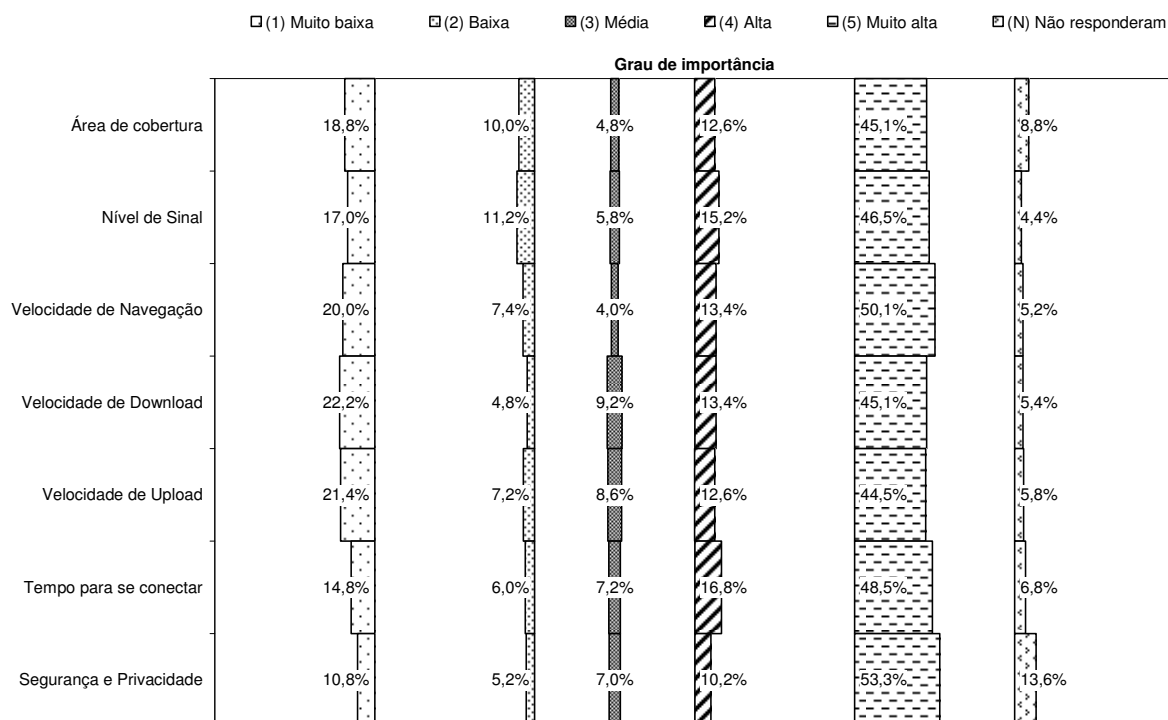 (1) Muito baixa (2) Baixa (3) Média (4) Alta (5) Muito alta (N) Não responderam
Grau de importância
Área de cobertura 18,8% 10,0% 4,8% 12,6% 45,1% 8,8%
Nível de Sinal 17,0% 11,2% 5,8% 15,2% 46,5% 4,4%
Velocidade de Navegação 20,0% 7,4% 4,0% 13,4% 50,1% 5,2%
Velocidade de Download 22,2% 4,8% 9,2% 13,4% 45,1% 5,4%
Velocidade de Upload 21,4% 7,2% 8,6% 12,6% 44,5% 5,8%
Tempo para se conectar 14,8% 6,0% 7,2% 16,8% 48,5% 6,8%
Segurança e Privacidade 10,8% 5,2% 7,0% 10,2% 53,3% 13,6%